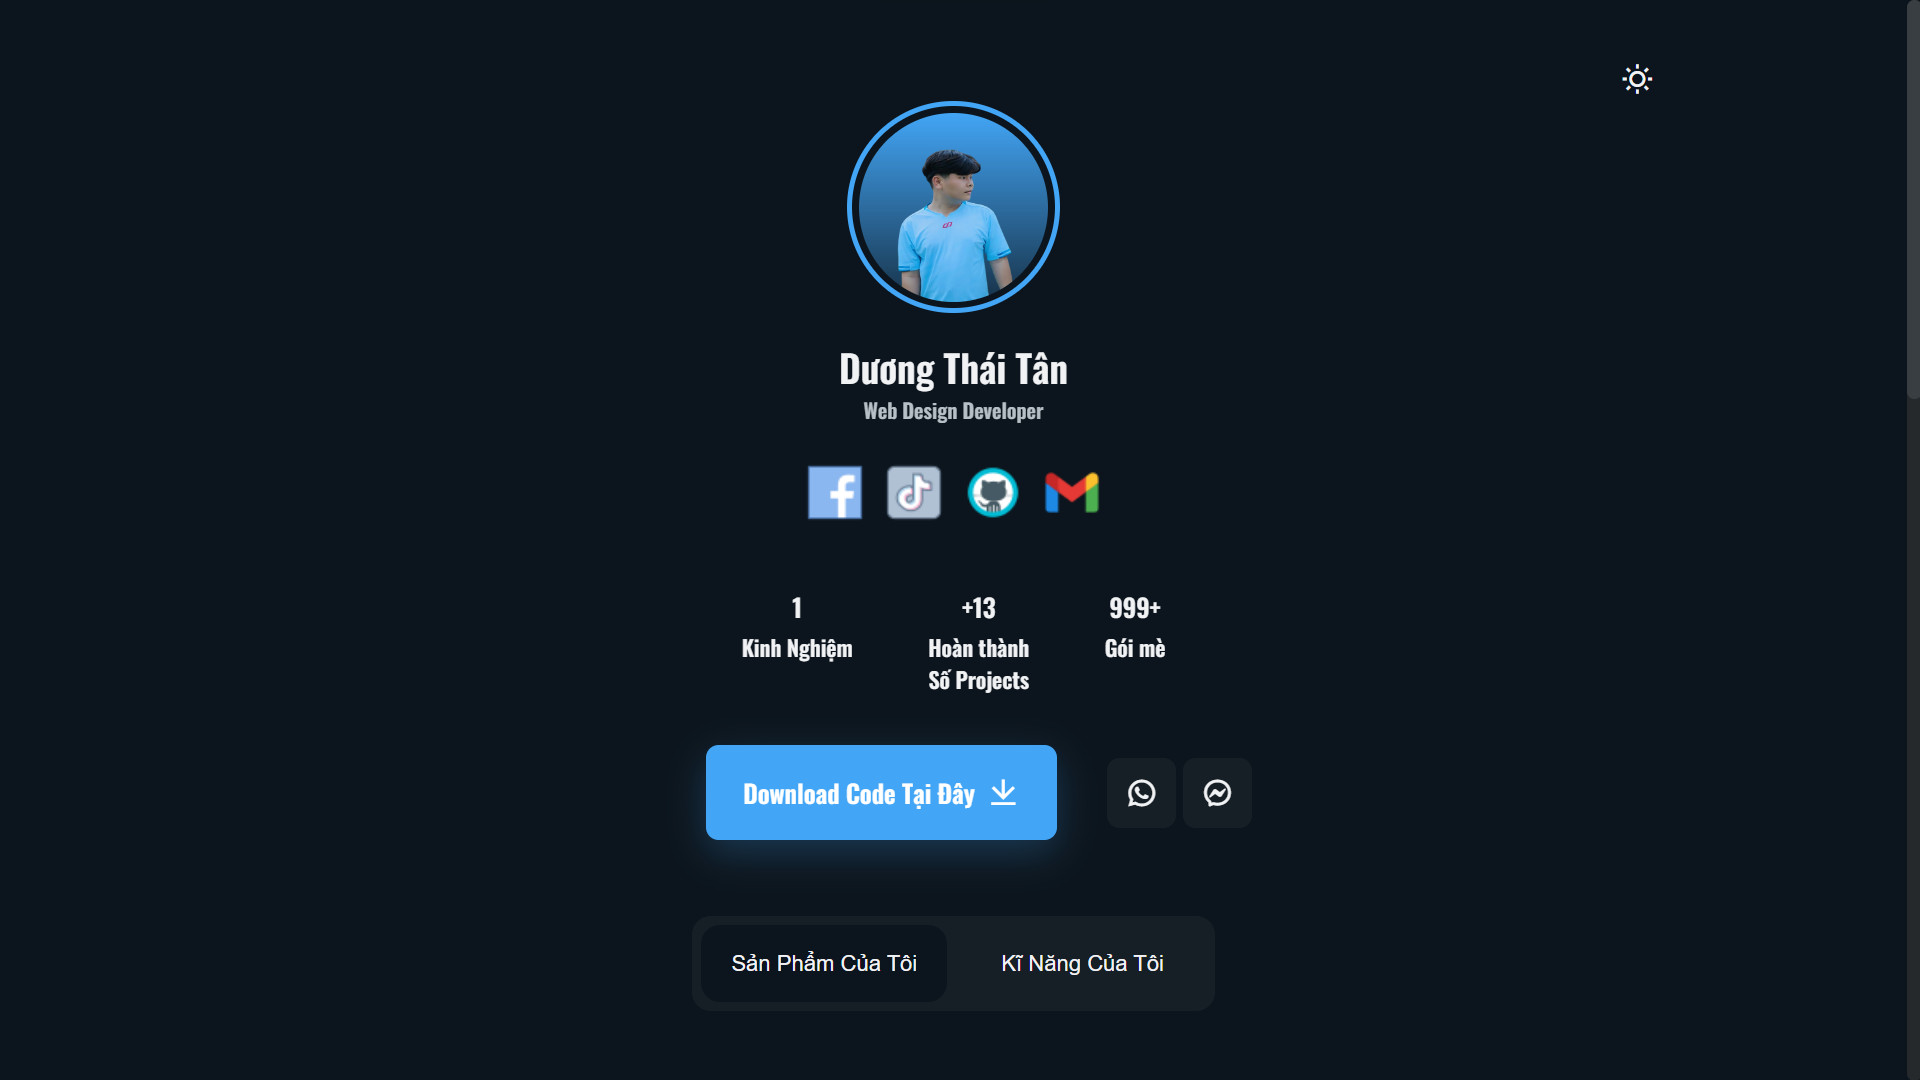 Dương Thái Tân
Web Design Developer
1
+13
999+
Kinh Nghiệm
Hoàn thành
Số Projects
Gói mè
Download Code Tại Đây
Sản Phẩm Của Tôi
Kĩ Năng Của Tôi